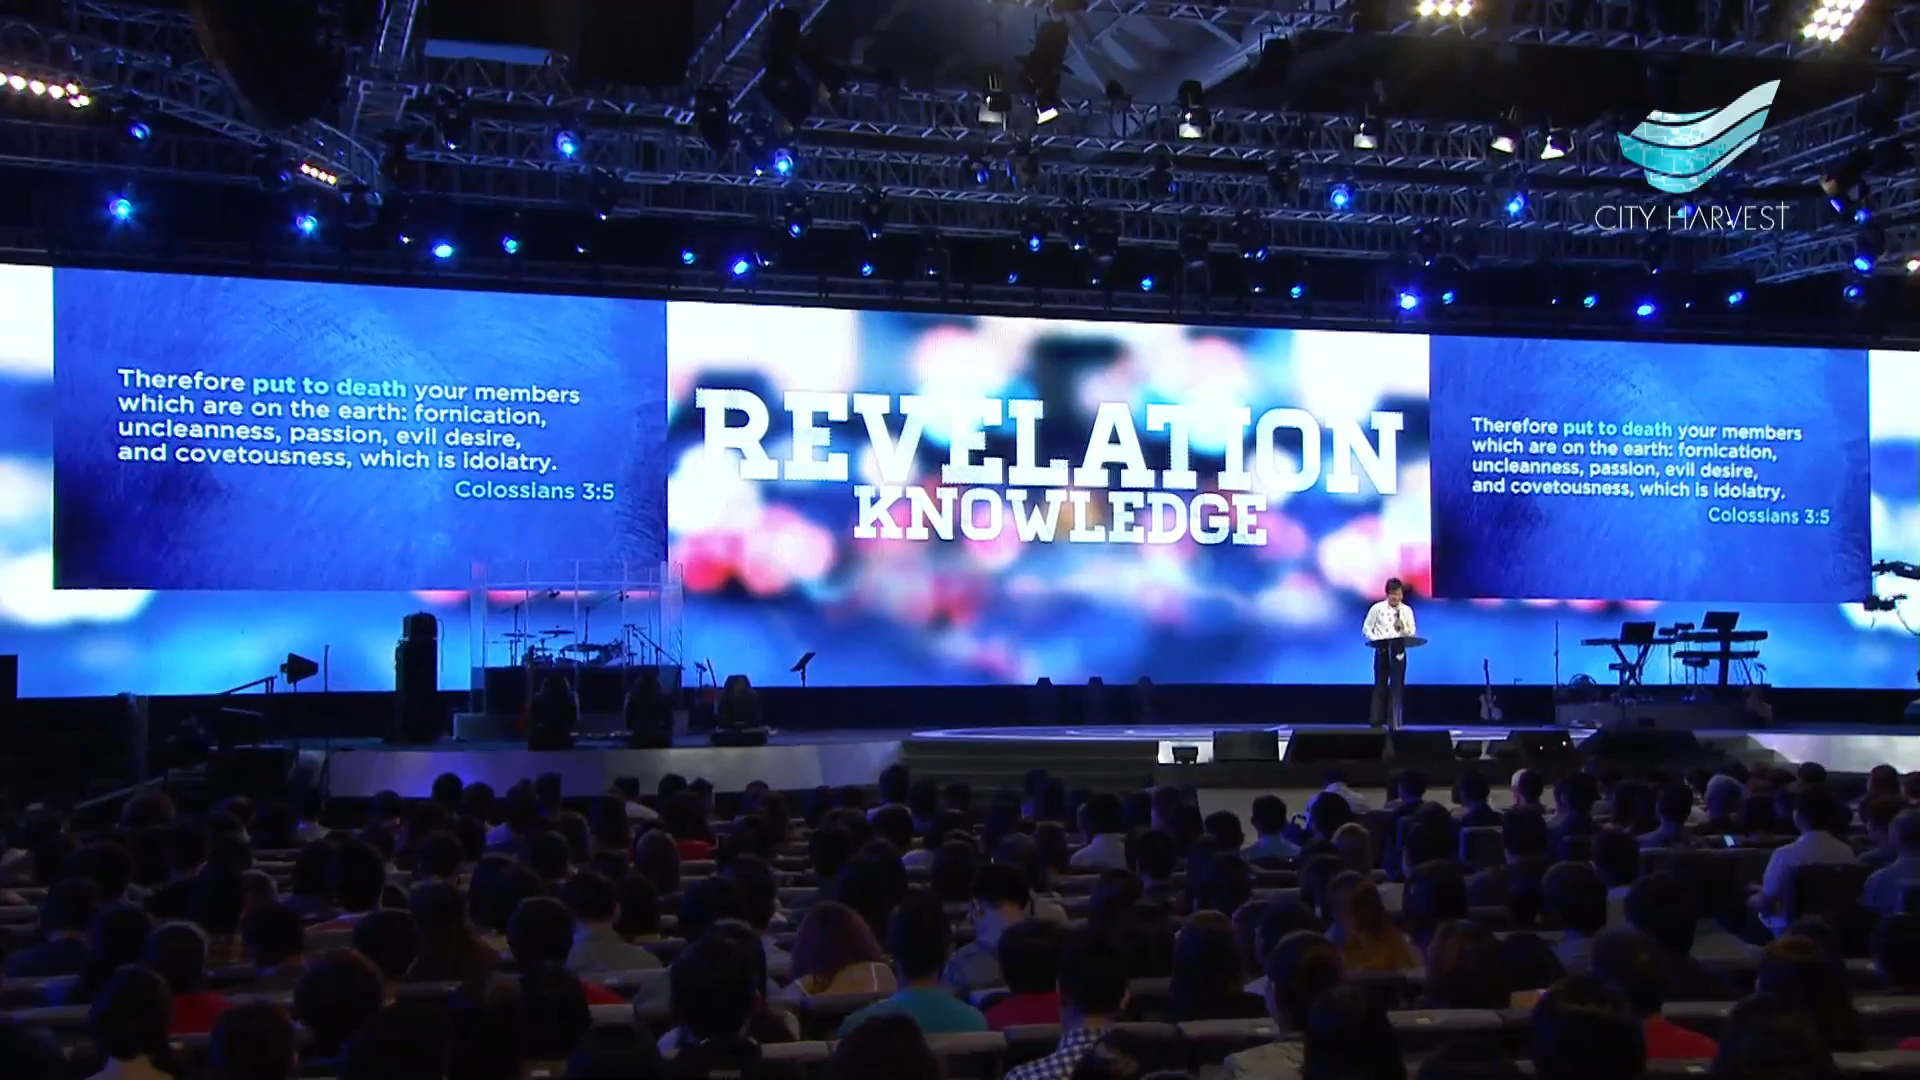 CITY HARVEST
Therefore put to death your members
which are on the earth: fornication,
uncleanness, passion, evil desire,
and covetousness, which is idolatry.
Colossians 3:5
REVELATION
KNOWLEDGE
Therefore put to death your members
which are on the earth: fornication,
uncleanness, passion, evil desire,
and covetousness, which is idolatry.
Colossians 3:5